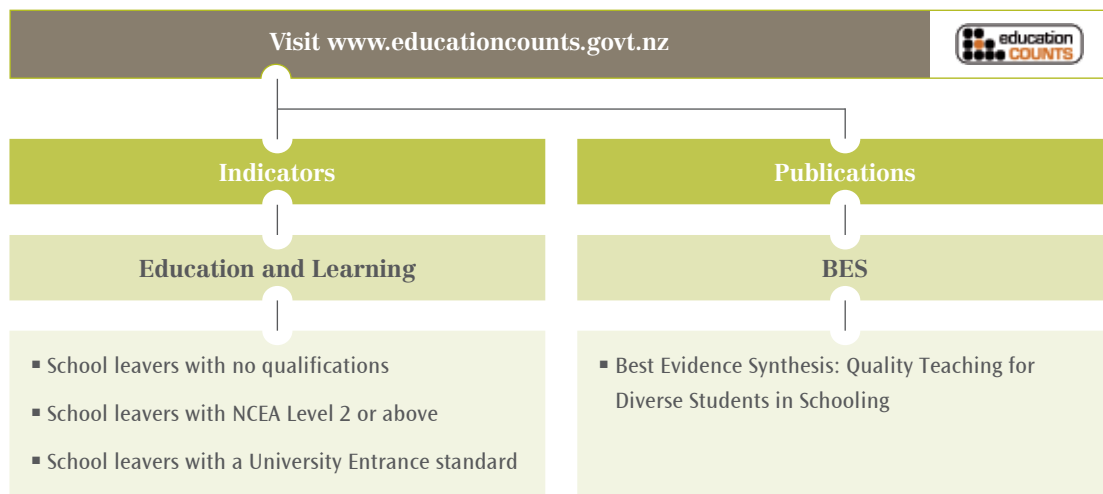 Visit www.educationcounts.govt.nz
education
COUNTS
Indicators
Publications
Education and Learning
BES
▪ School leavers with no qualifications
▪ School leavers with NCEA Level 2 or above
▪ School leavers with a University Entrance standard
▪ Best Evidence Synthesis: Quality Teaching for
Diverse Students in Schooling